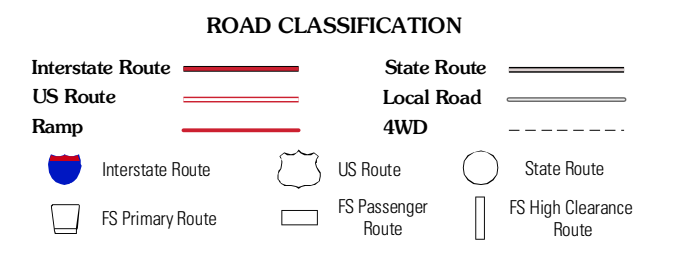 ROAD CLASSIFICATION
Interstate Route
State Route
US Route
Local Road
Ramp
4WD
Interstate Route
US Route
State Route
FS Primary Route
FS Passenger
Route
FS High Clearance
Route